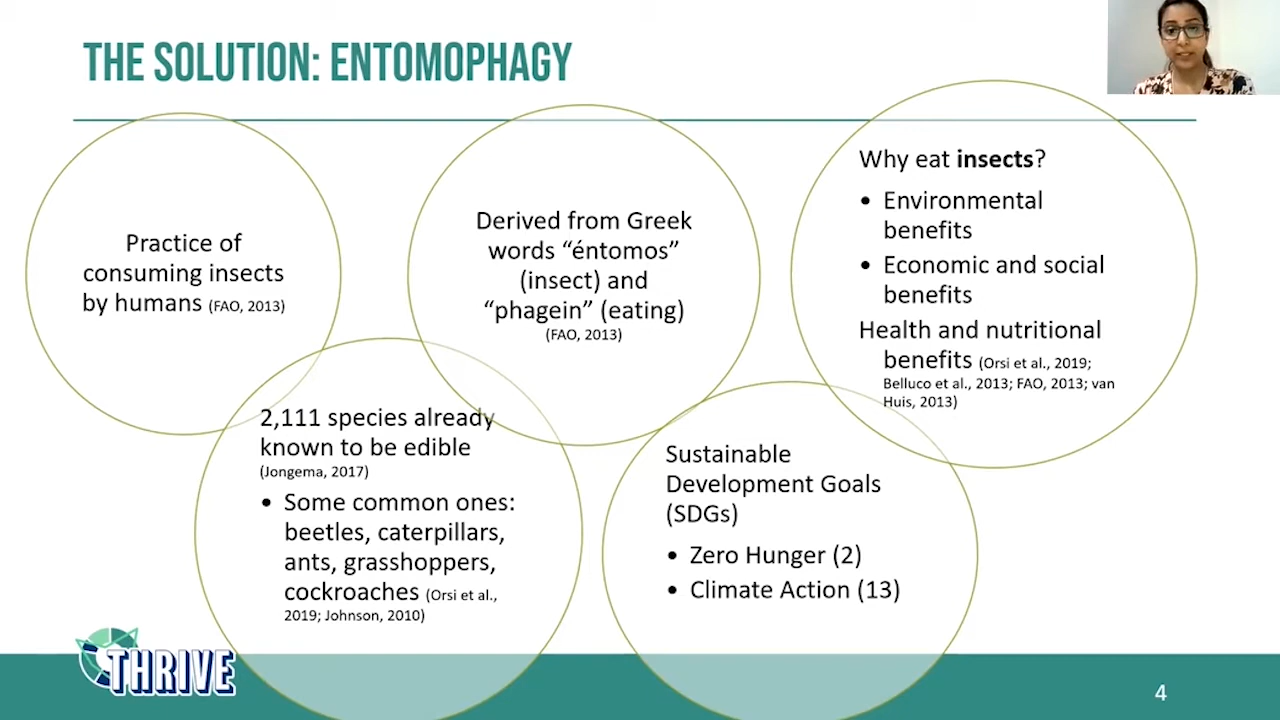 THE SOLUTION: ENTOMOPHAGY
Practice of
consuming insects
by humans (FAO, 2013)
Derived from Greek
words “éntomos”
(insect) and
“phagein” (eating)
(FAO, 2013)
Why eat insects?
• Environmental
benefits
• Economic and social
benefits
Health and nutritional
benefits (Orsi et al., 2019;
Belluco et al., 2013; FAO, 2013; van
Huis, 2013)
2,111 species already
known to be edible
(Jongema, 2017)
• Some common ones:
beetles, caterpillars,
ants, grasshoppers,
cockroaches (Orsi et al.,
2019; Johnson, 2010)
Sustainable
Development Goals
(SDGs)
• Zero Hunger (2)
• Climate Action (13)
THRIVE
4